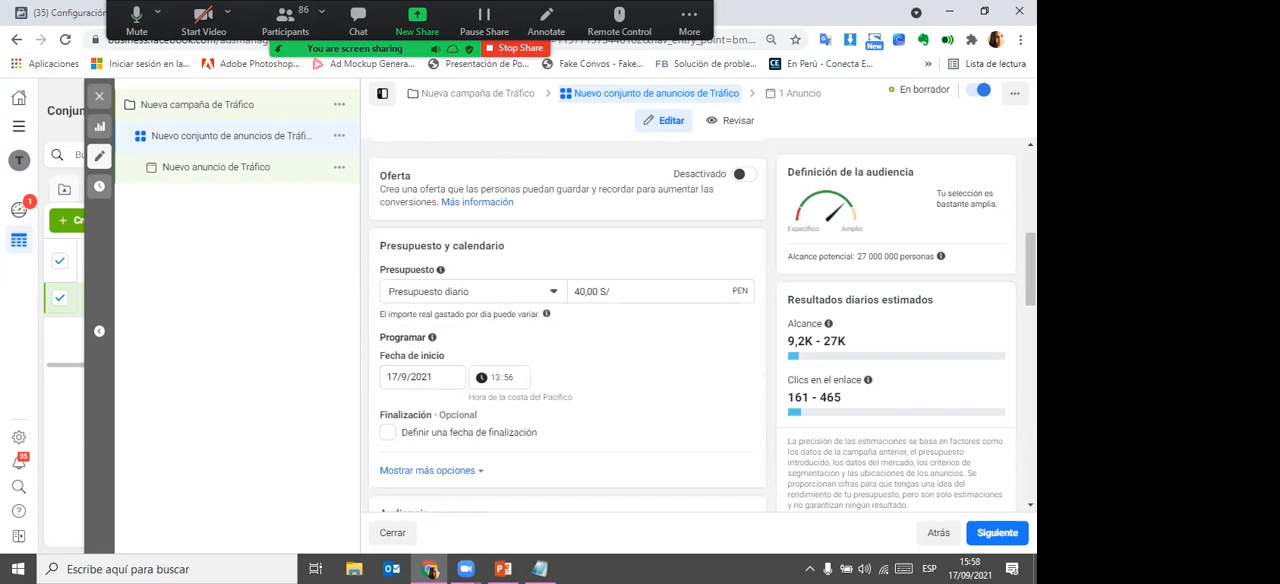 (35) Configuración
Mute
Start Video
86
Participants
Chat
New Share
Pause Share
Annotate
Remote Control
More
You are screen sharing
Stop Share
New
Aplicaciones
Iniciar sesión en la...
Adobe Photoshop...
Ad Mockup Genera...
Presentación de Po...
Fake Convos - Fake...
FB Solución de proble...
CE En Perú - Conecta E...
»
Lista de lectura
Conjun
Bu
T
1
+ Cr
35
Nueva campaña de Tráfico
Nuevo conjunto de anuncios de Tráfi...
Nuevo anuncio de Tráfico
Nueva campaña de Tráfico > Nuevo conjunto de anuncios de Tráfico > 1 Anuncio
En borrador
Editar
Revisar
Oferta
Desactivado
Crea una oferta que las personas puedan guardar y recordar para aumentar las
conversiones. Más información
Presupuesto y calendario
Presupuesto
Presupuesto diario
40,00 S/
PEN
El importe real gastado por día puede variar.
Programar
Fecha de inicio
17/9/2021
13:56
Hora de la costa del Pacífico
Finalización · Opcional
Definir una fecha de finalización
Mostrar más opciones
Definición de la audiencia
Tu selección es
bastante amplia.
Específico
Amplio
Alcance potencial: 27 000 000 personas
Resultados diarios estimados
Alcance
9,2K - 27K
Clics en el enlace
161 - 465
La precisión de las estimaciones se basa en factores como
los datos de la campaña anterior, el presupuesto
introducido, los datos del mercado, los criterios de
segmentación y las ubicaciones de los anuncios. Se
proporcionan cifras para que tengas una idea del
rendimiento de tu presupuesto, pero son solo estimaciones
y no garantizan ningún resultado.
Cerrar
Atrás
Siguiente
Escribe aquí para buscar
ESP
15:58
17/09/2021